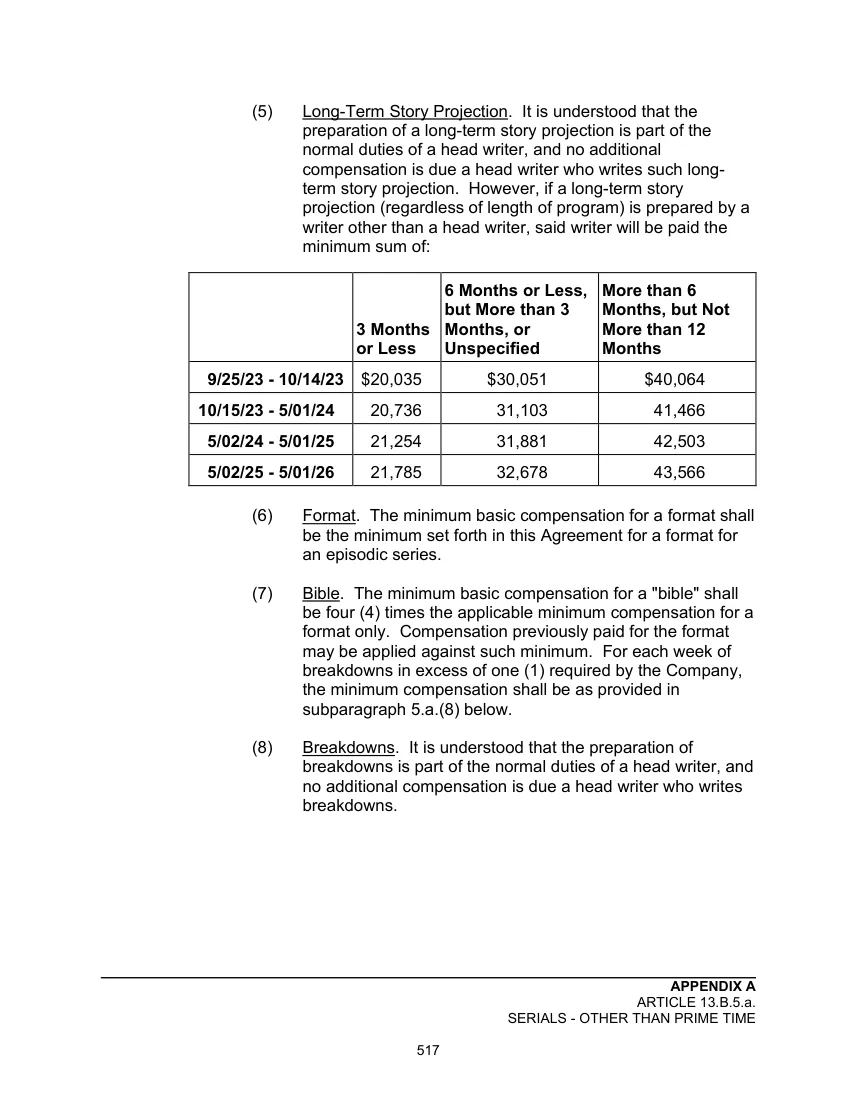 (5) Long-Term Story Projection. It is understood that the
preparation of a long-term story projection is part of the
normal duties of a head writer, and no additional
compensation is due a head writer who writes such long-
term story projection. However, if a long-term story
projection (regardless of length of program) is prepared by a
writer other than a head writer, said writer will be paid the
minimum sum of:
3 Months
or Less
6 Months or Less,
but More than 3
Months, or
Unspecified
More than 6
Months, but Not
More than 12
Months
9/25/23 - 10/14/23 $20,035 $30,051 $40,064
10/15/23 - 5/01/24 20,736 31,103 41,466
5/02/24 - 5/01/25 21,254 31,881 42,503
5/02/25 - 5/01/26 21,785 32,678 43,566
(6) Format. The minimum basic compensation for a format shall
be the minimum set forth in this Agreement for a format for
an episodic series.
(7) Bible. The minimum basic compensation for a "bible" shall
be four (4) times the applicable minimum compensation for a
format only. Compensation previously paid for the format
may be applied against such minimum. For each week of
breakdowns in excess of one (1) required by the Company,
the minimum compensation shall be as provided in
subparagraph 5.a.(8) below.
(8) Breakdowns. It is understood that the preparation of
breakdowns is part of the normal duties of a head writer, and
no additional compensation is due a head writer who writes
breakdowns.
APPENDIX A
ARTICLE 13.B.5.a.
SERIALS - OTHER THAN PRIME TIME
517